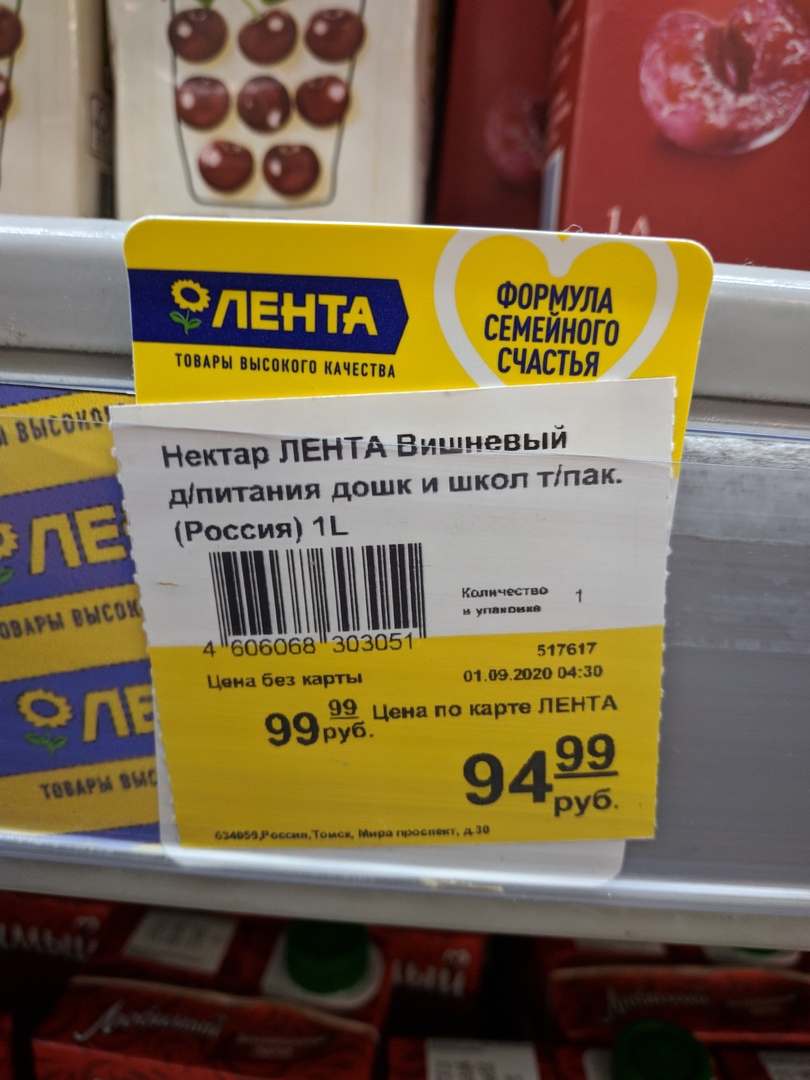 ЛЕНТА
ТОВАРЫ ВЫСОКОГО КАЧЕСТВА
ФОРМУЛА
СЕМЕЙНОГО
СЧАСТЬЯ
Нектар ЛЕНТА Вишневый
д/питания дошк и школ т/пак.
(Россия) 1L
Количество 1
в упаковке
4 606068 303051
517617
Цена без карты
01.09.2020 04:30
99 99 руб.
Цена по карте ЛЕНТА
94 99 руб.
634059,Россия,Томск, Мира проспект, д.30
ВЫСОКО
ЛЕ
ТОВАРЫ ВЫСОК
ЛЕ
ТОВАРЫ ВЫС
Любимый